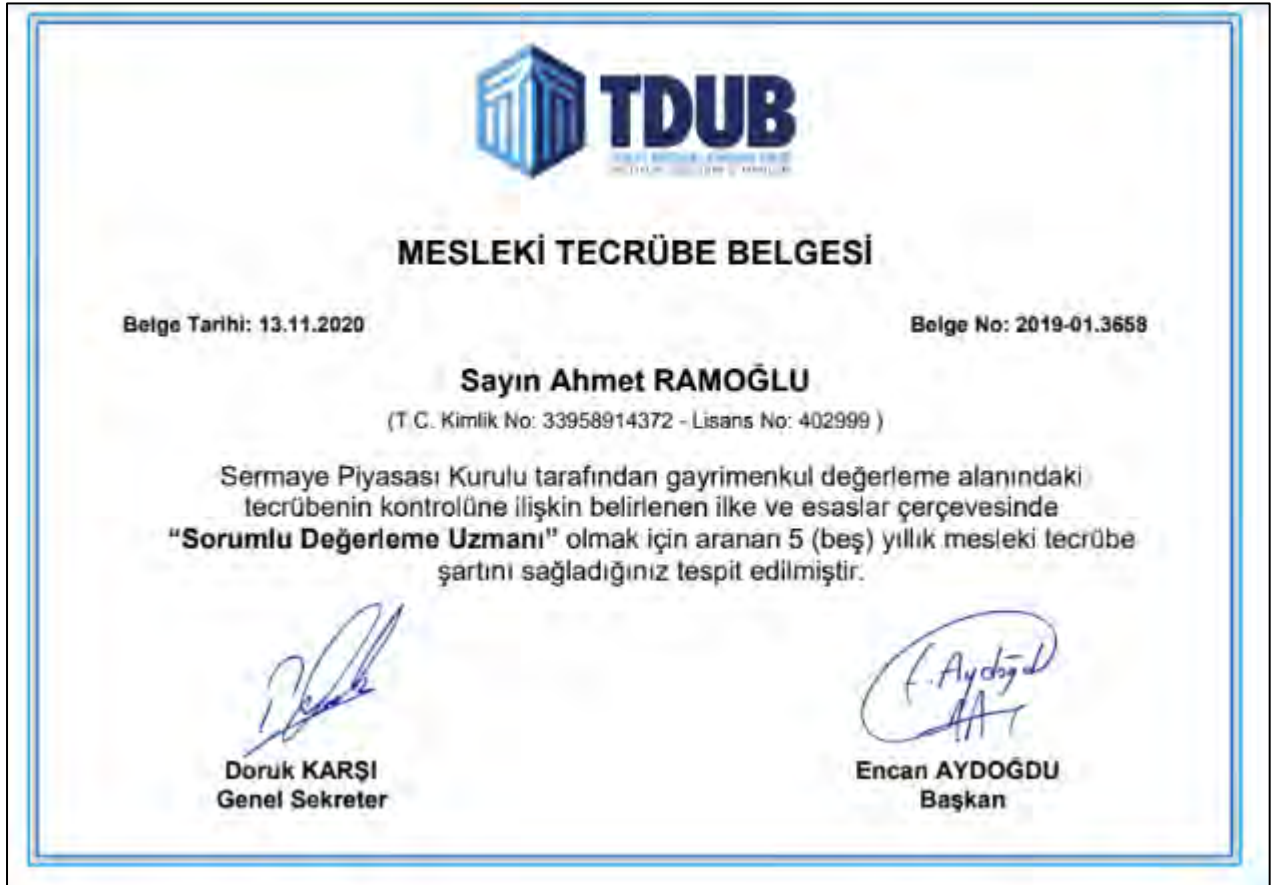 TDUB
MESLEKİ TECRÜBE BELGESİ
Belge Tarihi: 13.11.2020
Belge No: 2019-01.3658
Sayın Ahmet RAMOĞLU
(T.C. Kimlik No: 33958914372 - Lisans No: 402999 )
Sermaye Piyasası Kurulu tarafından gayrimenkul değerleme alanındaki
tecrübenin kontrolüne ilişkin belirlenen ilke ve esaslar çerçevesinde
“Sorumlu Değerleme Uzmanı” olmak için aranan 5 (beş) yıllık mesleki tecrübe
şartını sağladığınız tespit edilmiştir.
E. Aydoğdu
Doruk KARŞI
Encan AYDOĞDU
Genel Sekreter
Başkan